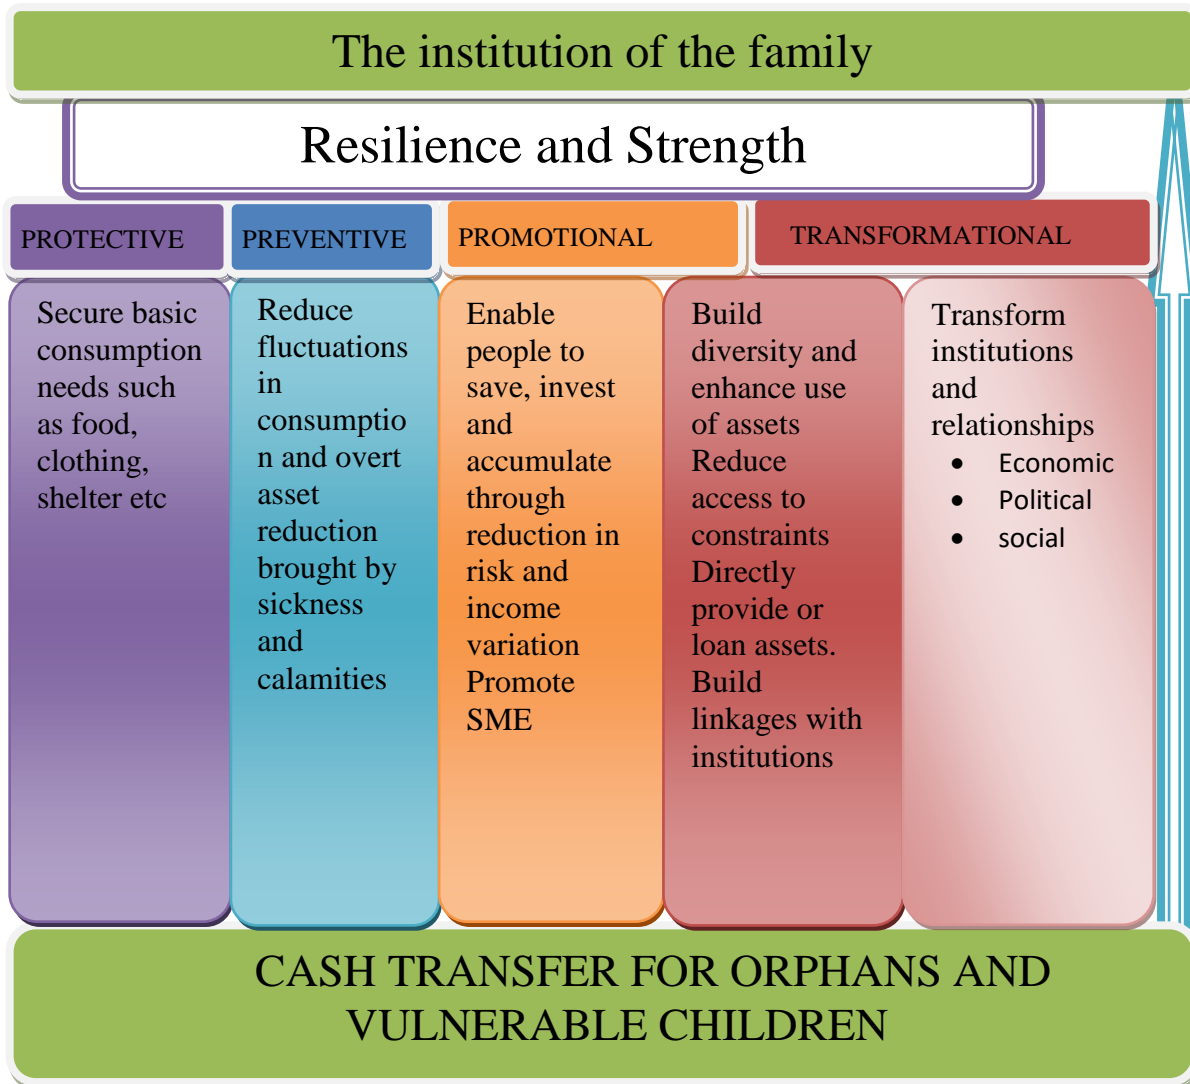 The institution of the family
Resilience and Strength
PROTECTIVE
PREVENTIVE
PROMOTIONAL
TRANSFORMATIONAL
Secure basic
consumption
needs such
as food,
clothing,
shelter etc
Reduce
fluctuations
in
consumptio
n and overt
asset
reduction
brought by
sickness
and
calamities
Enable
people to
save, invest
and
accumulate
through
reduction in
risk and
income
variation
Promote
SME
Build
diversity and
enhance use
of assets
Reduce
access to
constraints
Directly
provide or
loan assets.
Build
linkages with
institutions
Transform
institutions
and
relationships
• Economic
• Political
• social
CASH TRANSFER FOR ORPHANS AND
VULNERABLE CHILDREN